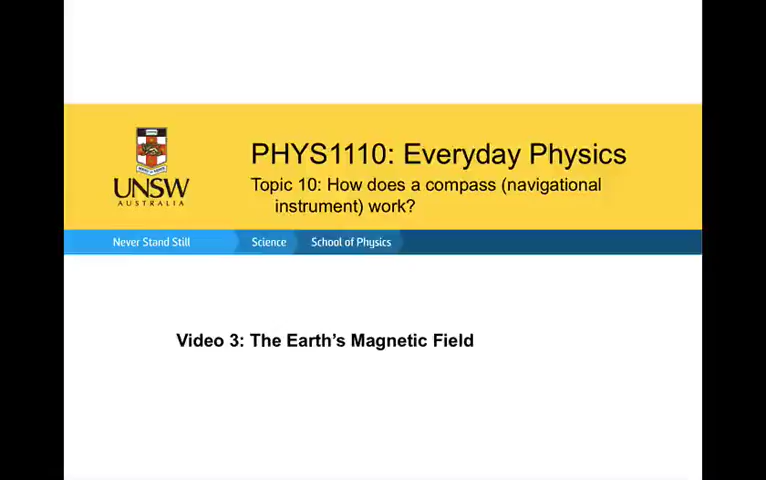 PHYS1110: Everyday Physics
Topic 10: How does a compass (navigational
instrument) work?
UNSW
AUSTRALIA
Never Stand Still
Science
School of Physics
Video 3: The Earth's Magnetic Field